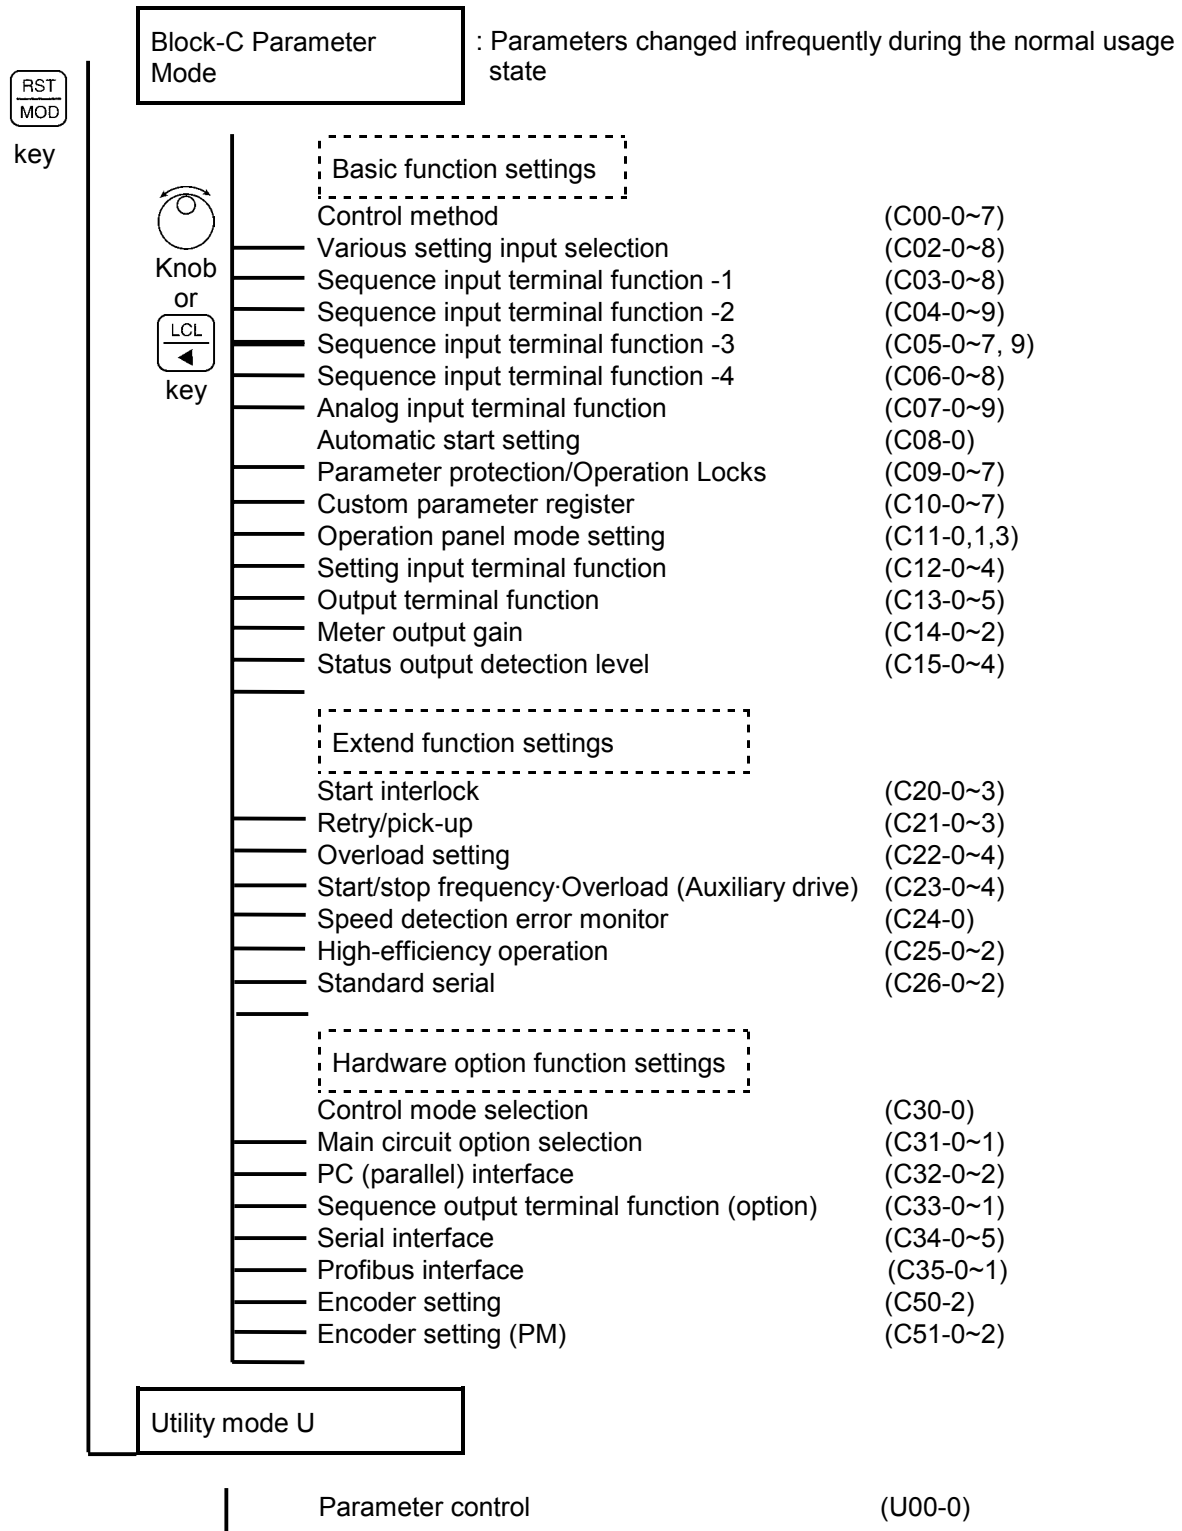 Block-C Parameter
Mode
: Parameters changed infrequently during the normal usage
state
RST
MOD
key
Basic function settings
Knob
or
LCL
key
Control method (C00-0~7)
Various setting input selection (C02-0~8)
Sequence input terminal function -1 (C03-0~8)
Sequence input terminal function -2 (C04-0~9)
Sequence input terminal function -3 (C05-0~7, 9)
Sequence input terminal function -4 (C06-0~8)
Analog input terminal function (C07-0~9)
Automatic start setting (C08-0)
Parameter protection/Operation Locks (C09-0~7)
Custom parameter register (C10-0~7)
Operation panel mode setting (C11-0,1,3)
Setting input terminal function (C12-0~4)
Output terminal function (C13-0~5)
Meter output gain (C14-0~2)
Status output detection level (C15-0~4)
Extend function settings
Start interlock (C20-0~3)
Retry/pick-up (C21-0~3)
Overload setting (C22-0~4)
Start/stop frequency·Overload (Auxiliary drive) (C23-0~4)
Speed detection error monitor (C24-0)
High-efficiency operation (C25-0~2)
Standard serial (C26-0~2)
Hardware option function settings
Control mode selection (C30-0)
Main circuit option selection (C31-0~1)
PC (parallel) interface (C32-0~2)
Sequence output terminal function (option) (C33-0~1)
Serial interface (C34-0~5)
Profibus interface (C35-0~1)
Encoder setting (C50-2)
Encoder setting (PM) (C51-0~2)
Utility mode U
Parameter control (U00-0)